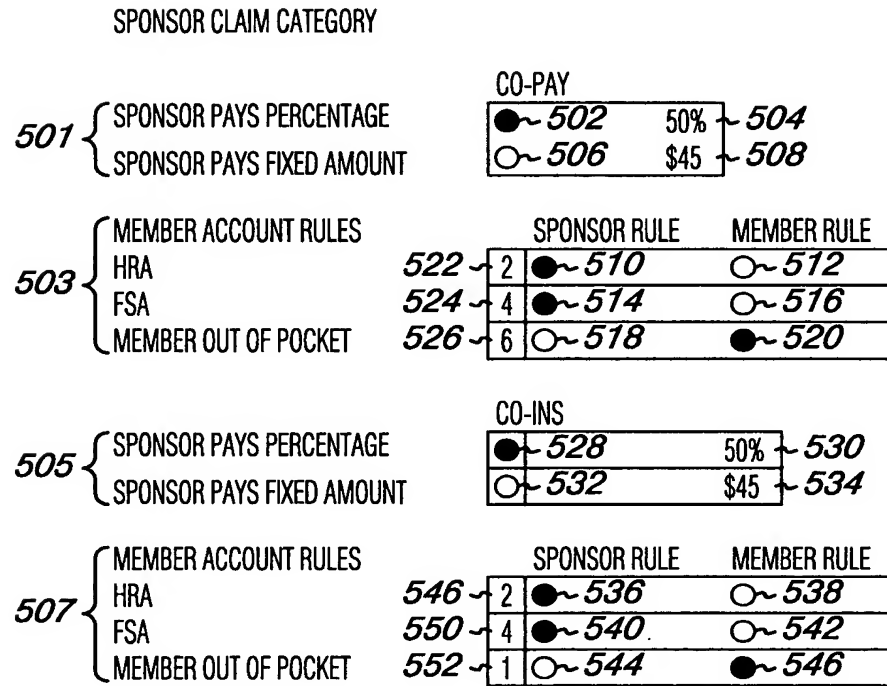 SPONSOR CLAIM CATEGORY
CO-PAY
501 SPONSOR PAYS PERCENTAGE 502 50% 504
SPONSOR PAYS FIXED AMOUNT 506 $45 508
MEMBER ACCOUNT RULES SPONSOR RULE MEMBER RULE
503 HRA 522 2 510 512
FSA 524 4 514 516
MEMBER OUT OF POCKET 526 6 518 520
CO-INS
505 SPONSOR PAYS PERCENTAGE 528 50% 530
SPONSOR PAYS FIXED AMOUNT 532 $45 534
MEMBER ACCOUNT RULES SPONSOR RULE MEMBER RULE
507 HRA 546 2 536 538
FSA 550 4 540 542
MEMBER OUT OF POCKET 552 1 544 546